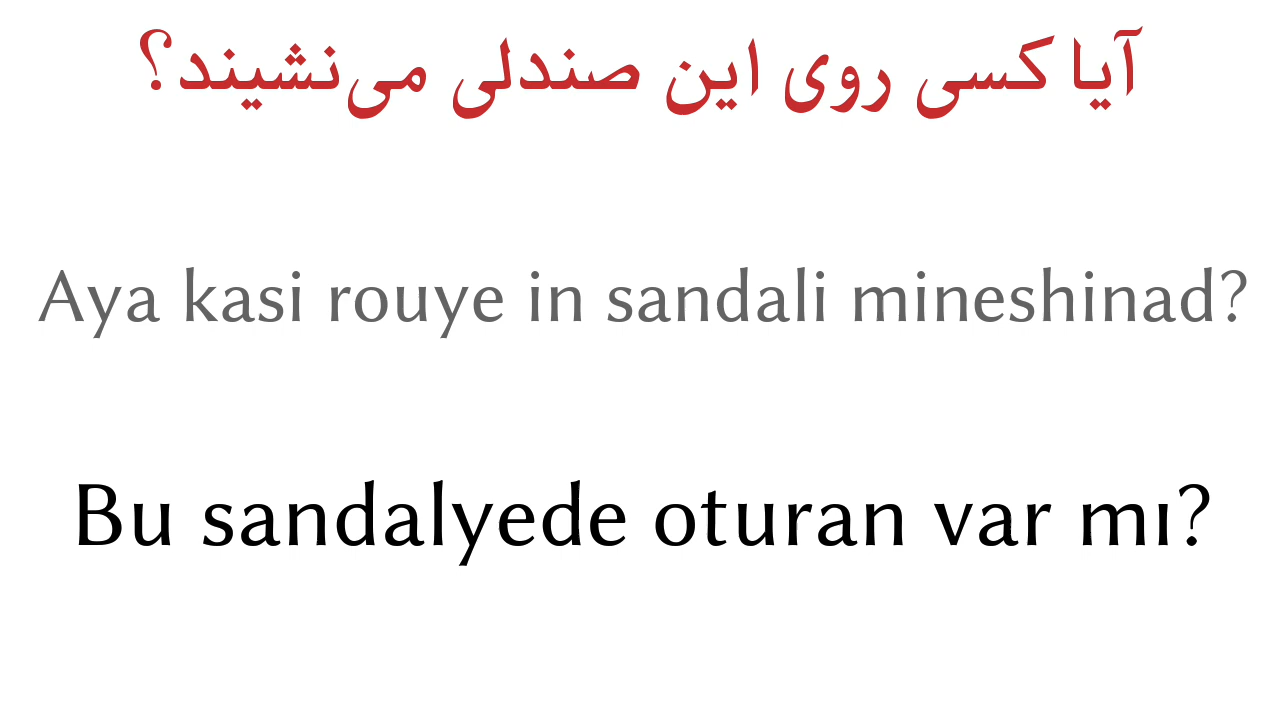 آیا کسی روی این صندلی می‌نشیند؟
Aya kasi rouye in sandali mineshinad?
Bu sandalyede oturan var mı?